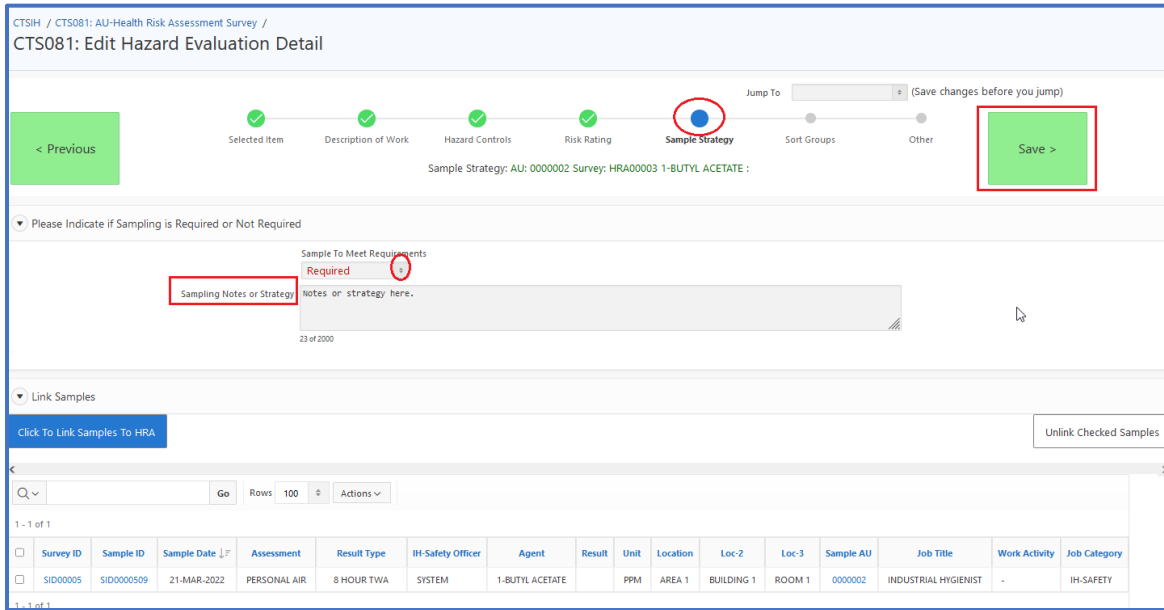 CTSIH / CTS081: AU-Health Risk Assessment Survey /
CTS081: Edit Hazard Evaluation Detail
Jump To (Save changes before you jump)
< Previous
Selected Item Description of Work Hazard Controls Risk Rating Sample Strategy Sort Groups Other
Save >
Sample Strategy: AU: 0000002 Survey: HRA00003 1-BUTYL ACETATE :
Please Indicate if Sampling is Required or Not Required
Sample To Meet Requirements
Required
Sampling Notes or Strategy Notes or strategy here.
23 of 2000
Link Samples
Click To Link Samples To HRA Unlink Checked Samples
Go Rows 100 Actions
1 - 1 of 1
Survey ID Sample ID Sample Date Assessment Result Type IH-Safety Officer Agent Result Unit Location Loc-2 Loc-3 Sample AU Job Title Work Activity Job Category
SID00005 SID0000509 21-MAR-2022 PERSONAL AIR 8 HOUR TWA SYSTEM 1-BUTYL ACETATE PPM AREA 1 BUILDING 1 ROOM 1 0000002 INDUSTRIAL HYGIENIST - IH-SAFETY
1 - 1 of 1